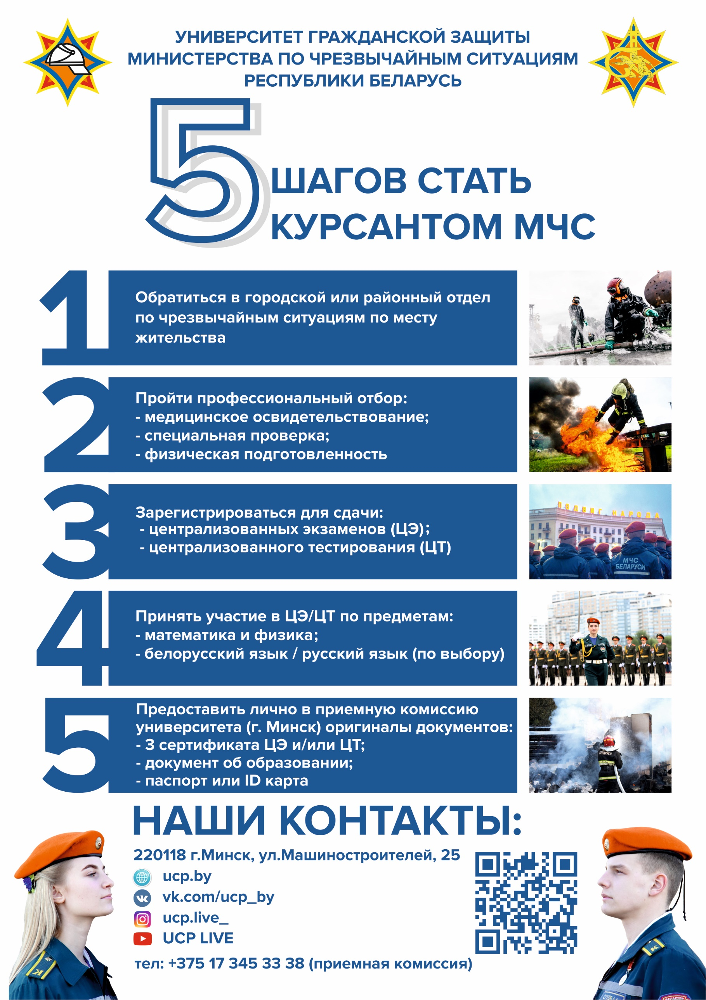 УНИВЕРСИТЕТ ГРАЖДАНСКОЙ ЗАЩИТЫ
МИНИСТЕРСТВА ПО ЧРЕЗВЫЧАЙНЫМ СИТУАЦИЯМ
РЕСПУБЛИКИ БЕЛАРУСЬ
5 ШАГОВ СТАТЬ
КУРСАНТОМ МЧС
1
Обратиться в городской или районный отдел
по чрезвычайным ситуациям по месту
жительства
2
Пройти профессиональный отбор:
- медицинское освидетельствование;
- специальная проверка;
- физическая подготовленность
3
Зарегистрироваться для сдачи:
- централизованных экзаменов (ЦЭ);
- централизованного тестирования (ЦТ)
ПОДВИГ НАРОДА
МЧС
БЕЛАРУСИ
4
Принять участие в ЦЭ/ЦТ по предметам:
- математика и физика;
- белорусский язык / русский язык (по выбору)
5
Предоставить лично в приемную комиссию
университета (г. Минск) оригиналы документов:
- 3 сертификата ЦЭ и/или ЦТ;
- документ об образовании;
- паспорт или ID карта
БЕЛАРУСИ
НАШИ КОНТАКТЫ:
220118 г.Минск, ул.Машиностроителей, 25
ucp.by
vk.com/ucp_by
ucp.live_
UCP LIVE
тел: +375 17 345 33 38 (приемная комиссия)
К
К